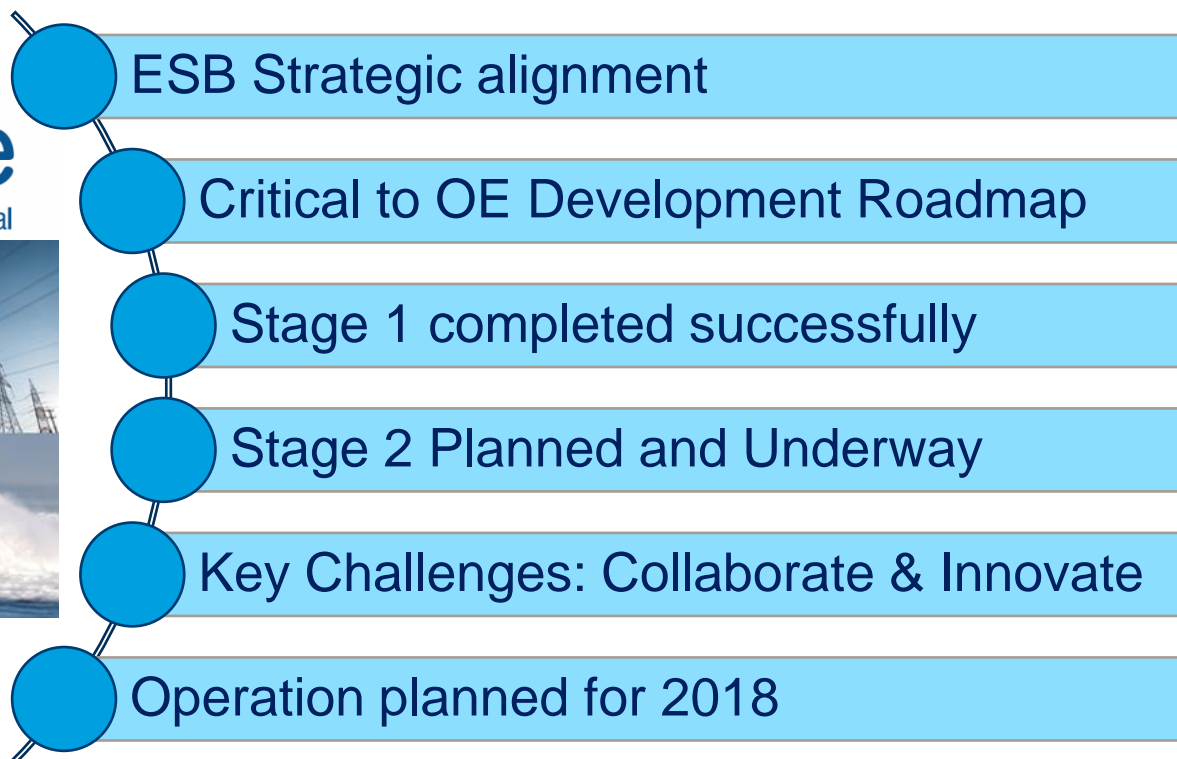 ESB Strategic alignment
Critical to OE Development Roadmap
Stage 1 completed successfully
Stage 2 Planned and Underway
Key Challenges: Collaborate & Innovate
Operation planned for 2018